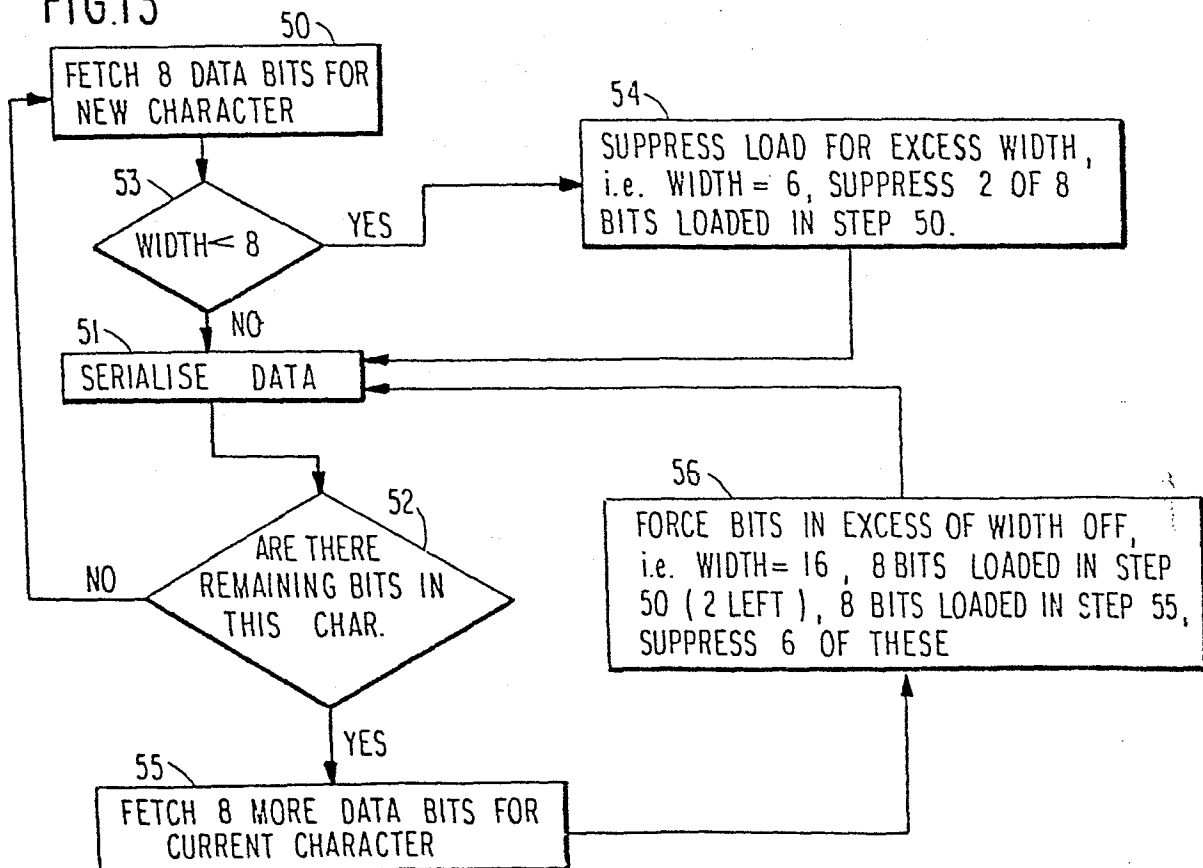 FIG.13
50
FETCH 8 DATA BITS FOR
NEW CHARACTER
53
WIDTH< 8
YES
NO
54
SUPPRESS LOAD FOR EXCESS WIDTH,
i.e. WIDTH = 6, SUPPRESS 2 OF 8
BITS LOADED IN STEP 50.
51
SERIALISE DATA
52
ARE THERE
REMAINING BITS IN
THIS CHAR.
NO
YES
55
FETCH 8 MORE DATA BITS FOR
CURRENT CHARACTER
56
FORCE BITS IN EXCESS OF WIDTH OFF,
i.e. WIDTH= 16 , 8 BITS LOADED IN STEP
50 ( 2 LEFT ), 8 BITS LOADED IN STEP 55,
SUPPRESS 6 OF THESE